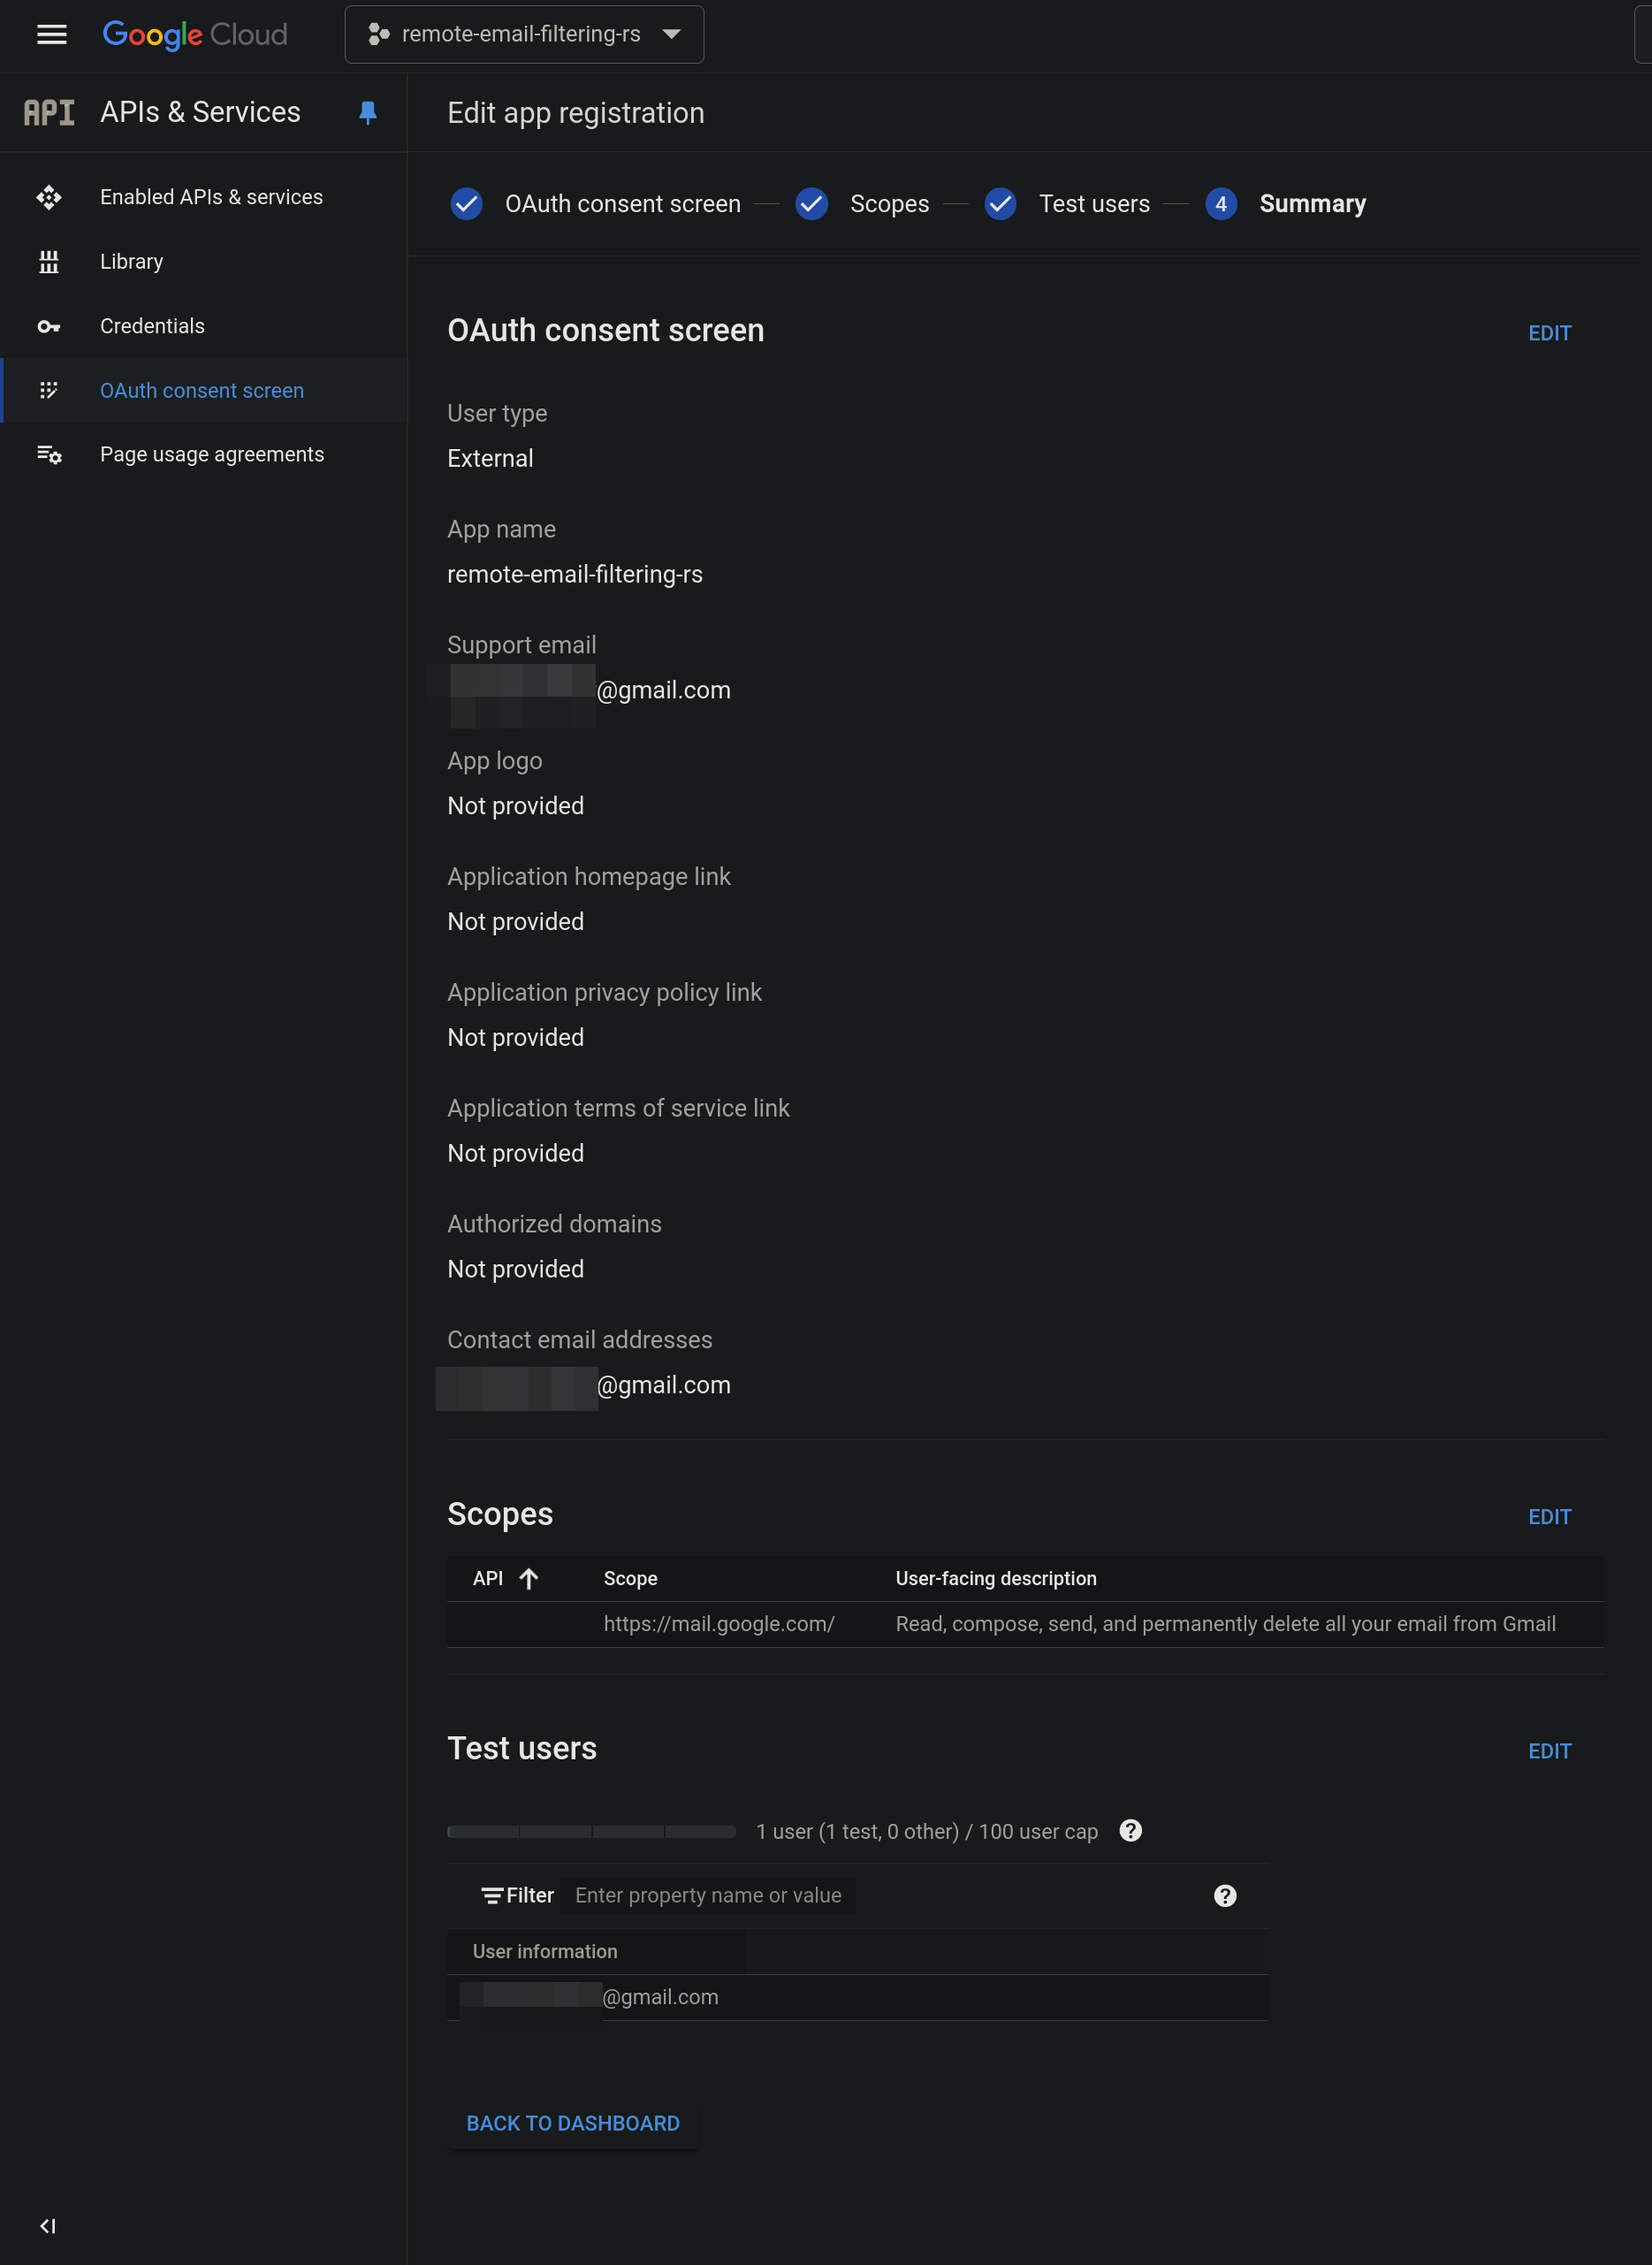 Google Cloud
remote-email-filtering-rs
API APIs & Services
Enabled APIs & services
Library
Credentials
OAuth consent screen
Page usage agreements
Edit app registration
OAuth consent screen — Scopes — Test users — 4 Summary
OAuth consent screen EDIT
User type
External
App name
remote-email-filtering-rs
Support email
@gmail.com
App logo
Not provided
Application homepage link
Not provided
Application privacy policy link
Not provided
Application terms of service link
Not provided
Authorized domains
Not provided
Contact email addresses
@gmail.com
Scopes EDIT
API Scope User-facing description
https://mail.google.com/ Read, compose, send, and permanently delete all your email from Gmail
Test users EDIT
1 user (1 test, 0 other) / 100 user cap ?
Filter Enter property name or value ?
User information
@gmail.com
BACK TO DASHBOARD